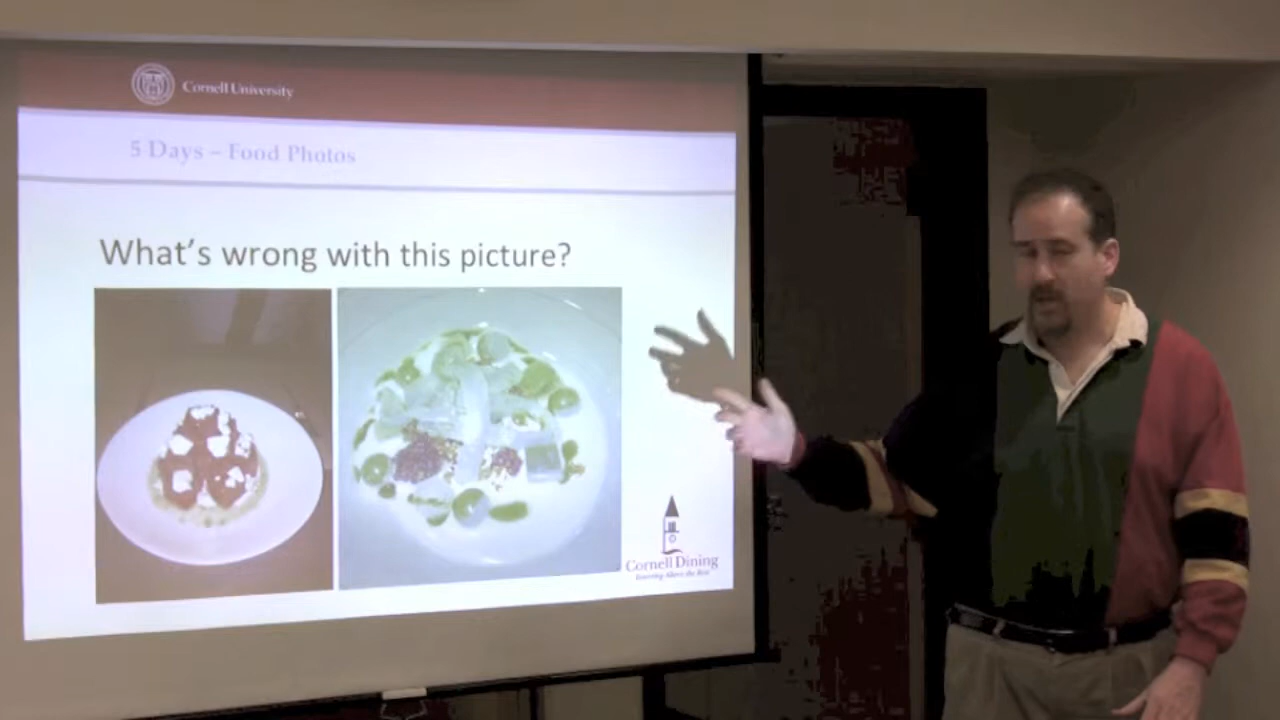 Cornell University
5 Days – Food Photos
What's wrong with this picture?
Cornell Dining